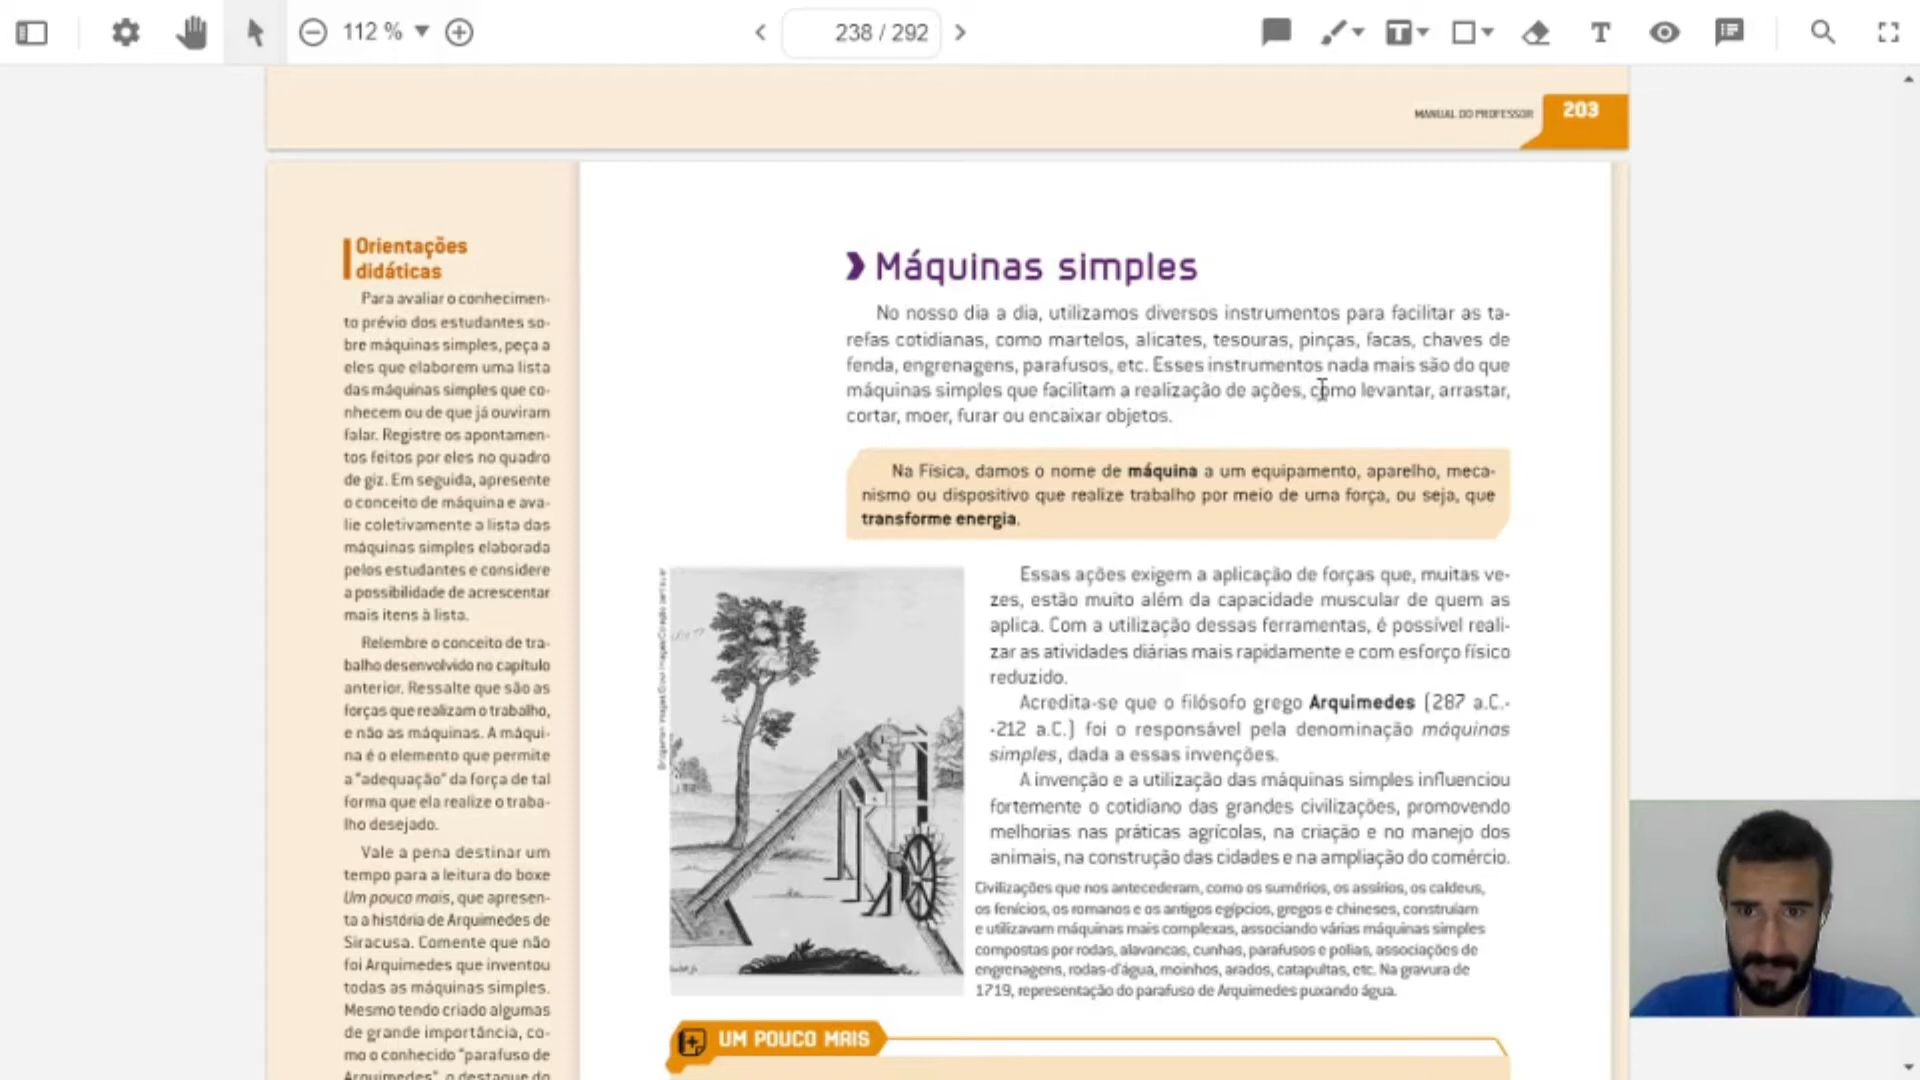 112 %
238 / 292
MANUAL DO PROFESSOR
203
Orientações
didáticas
Para avaliar o conhecimen-
to prévio dos estudantes so-
bre máquinas simples, peça a
eles que elaborem uma lista
das máquinas simples que co-
nhecem ou de que já ouviram
falar. Registre os apontamen-
tos feitos por eles no quadro
de giz. Em seguida, apresente
o conceito de máquina e ava-
lie coletivamente a lista das
máquinas simples elaborada
pelos estudantes e considere
a possibilidade de acrescentar
mais itens à lista.
Relembre o conceito de tra-
balho desenvolvido no capítulo
anterior. Ressalte que são as
forças que realizam o trabalho,
e não as máquinas. A máqui-
na é o elemento que permite
a "adequação" da força de tal
forma que ela realize o traba-
lho desejado.
Vale a pena destinar um
tempo para a leitura do boxe
Um pouco mais, que apresen-
ta a história de Arquimedes de
Siracusa. Comente que não
foi Arquimedes que inventou
todas as máquinas simples.
Mesmo tendo criado algumas
de grande importância, co-
mo o conhecido "parafuso de
Arquimedes", o destaque do
Máquinas simples
No nosso dia a dia, utilizamos diversos instrumentos para facilitar as ta-
refas cotidianas, como martelos, alicates, tesouras, pinças, facas, chaves de
fenda, engrenagens, parafusos, etc. Esses instrumentos nada mais são do que
máquinas simples que facilitam a realização de ações, como levantar, arrastar,
cortar, moer, furar ou encaixar objetos.
Na Física, damos o nome de máquina a um equipamento, aparelho, meca-
nismo ou dispositivo que realize trabalho por meio de uma força, ou seja, que
transforme energia.
Essas ações exigem a aplicação de forças que, muitas ve-
zes, estão muito além da capacidade muscular de quem as
aplica. Com a utilização dessas ferramentas, é possível reali-
zar as atividades diárias mais rapidamente e com esforço físico
reduzido.
Acredita-se que o filósofo grego Arquimedes (287 a.C.-
-212 a.C.) foi o responsável pela denominação máquinas
simples, dada a essas invenções.
A invenção e a utilização das máquinas simples influenciou
fortemente o cotidiano das grandes civilizações, promovendo
melhorias nas práticas agrícolas, na criação e no manejo dos
animais, na construção das cidades e na ampliação do comércio.
Civilizações que nos antecederam, como os sumérios, os assírios, os caldeus,
os fenícios, os romanos e os antigos egípcios, gregos e chineses, construíam
e utilizavam máquinas mais complexas, associando várias máquinas simples
compostas por rodas, alavancas, cunhas, parafusos e polias, associações de
engrenagens, rodas-d'água, moinhos, arados, catapultas, etc. Na gravura de
1719, representação do parafuso de Arquimedes puxando água.
UM POUCO MAIS